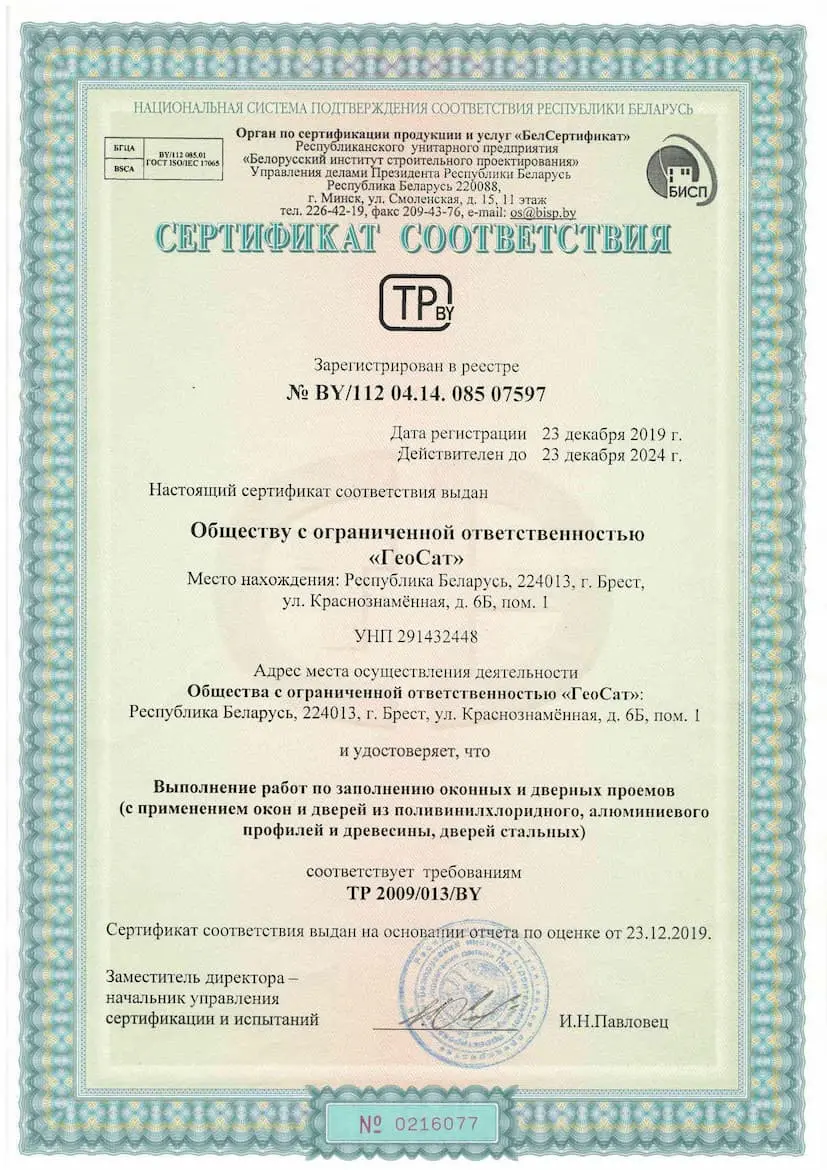 НАЦИОНАЛЬНАЯ СИСТЕМА ПОДТВЕРЖДЕНИЯ СООТВЕТСТВИЯ РЕСПУБЛИКИ БЕЛАРУСЬ
Орган по сертификации продукции и услуг «БелСертификат»
Республиканского унитарного предприятия
«Белорусский институт строительного проектирования»
Управления делами Президента Республики Беларусь
Республика Беларусь 220088,
г. Минск, ул. Смоленская, д. 15, 11 этаж
тел. 226-42-19, факс 209-43-76, e-mail: os@bisp.by
БГЦА
BSCA
BY/112 085.01
ГОСТ ISO/IEC 17065
БИСП
СЕРТИФИКАТ СООТВЕТСТВИЯ
ТР BY
Зарегистрирован в реестре
№ BY/112 04.14. 085 07597
Дата регистрации 23 декабря 2019 г.
Действителен до 23 декабря 2024 г.
Настоящий сертификат соответствия выдан
Обществу с ограниченной ответственностью
«ГеоСат»
Место нахождения: Республика Беларусь, 224013, г. Брест,
ул. Краснознамённая, д. 6Б, пом. 1
УНП 291432448
Адрес места осуществления деятельности
Общества с ограниченной ответственностью «ГеоСат»:
Республика Беларусь, 224013, г. Брест, ул. Краснознамённая, д. 6Б, пом. 1
и удостоверяет, что
Выполнение работ по заполнению оконных и дверных проемов
(с применением окон и дверей из поливинилхлоридного, алюминиевого
профилей и древесины, дверей стальных)
соответствует требованиям
ТР 2009/013/BY
Сертификат соответствия выдан на основании отчета по оценке от 23.12.2019.
Заместитель директора –
начальник управления
сертификации и испытаний
И.Н.Павловец
№ 0216077